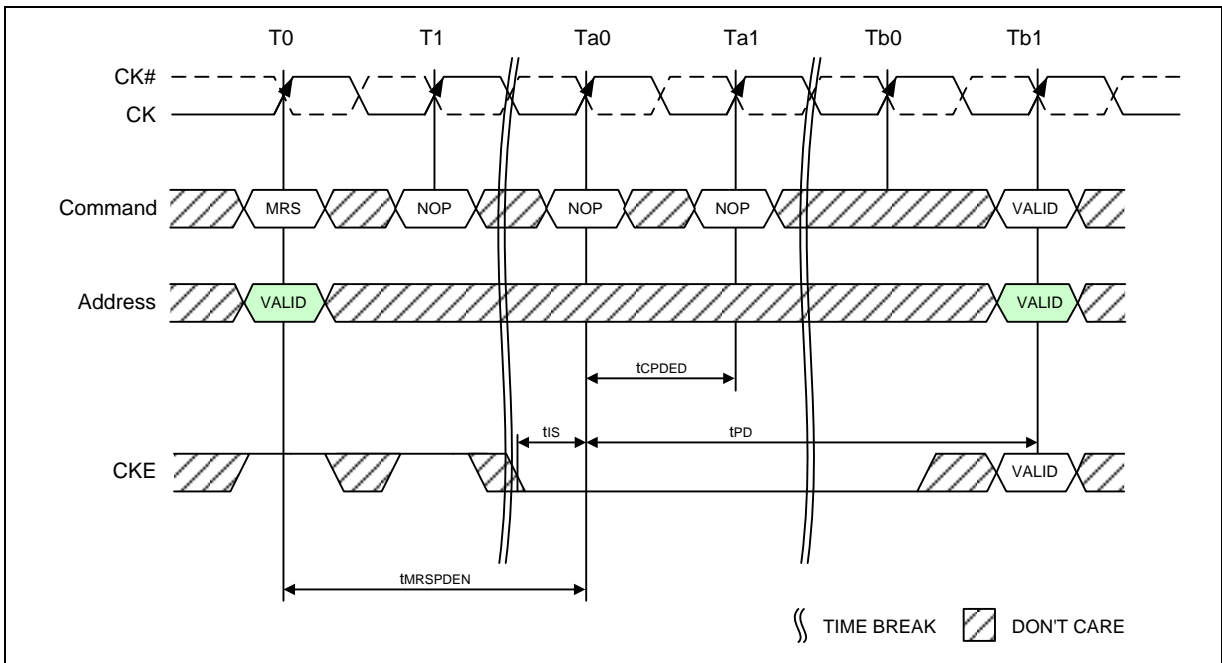 T0 T1 Ta0 Ta1 Tb0 Tb1
CK#
CK
Command MRS NOP NOP NOP VALID
Address VALID VALID
tCPDED
tIS tPD
CKE VALID
tMRSPDEN
TIME BREAK DON'T CARE